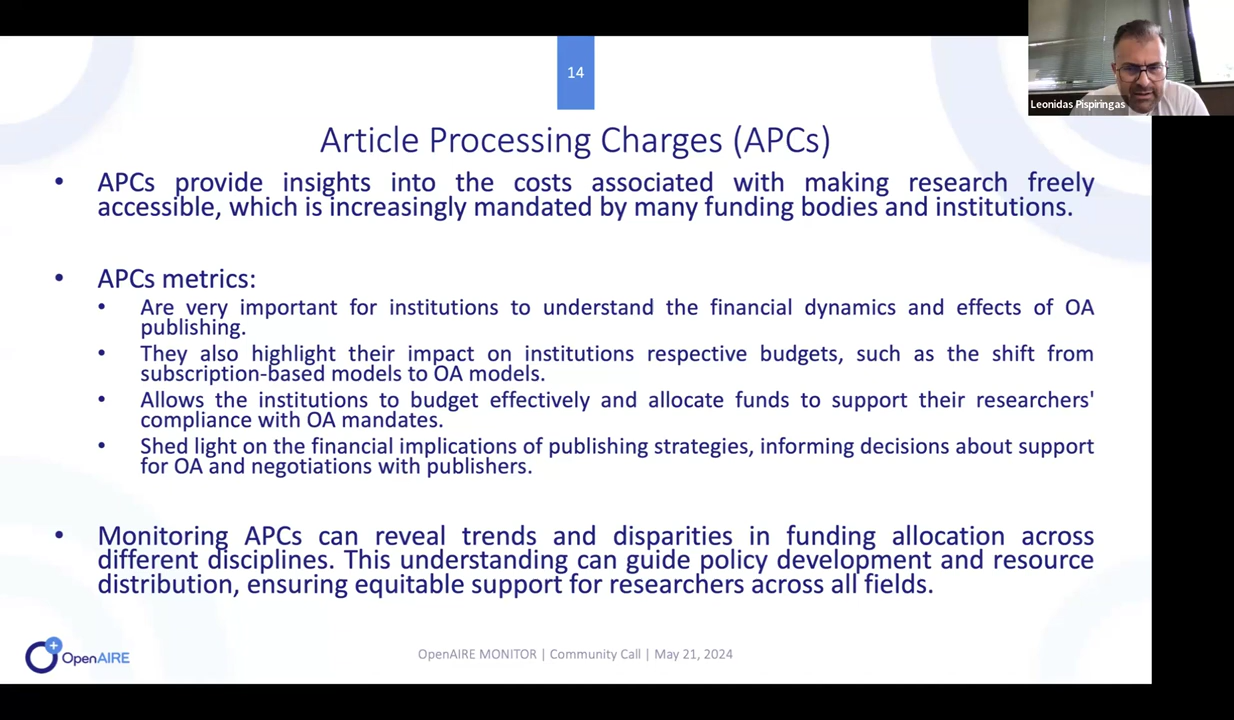 14
Leonidas Pispiringas
Article Processing Charges (APCs)
• APCs provide insights into the costs associated with making research freely
accessible, which is increasingly mandated by many funding bodies and institutions.
• APCs metrics:
• Are very important for institutions to understand the financial dynamics and effects of OA
publishing.
• They also highlight their impact on institutions respective budgets, such as the shift from
subscription-based models to OA models.
• Allows the institutions to budget effectively and allocate funds to support their researchers'
compliance with OA mandates.
• Shed light on the financial implications of publishing strategies, informing decisions about support
for OA and negotiations with publishers.
• Monitoring APCs can reveal trends and disparities in funding allocation across
different disciplines. This understanding can guide policy development and resource
distribution, ensuring equitable support for researchers across all fields.
OpenAIRE
OpenAIRE MONITOR | Community Call | May 21, 2024